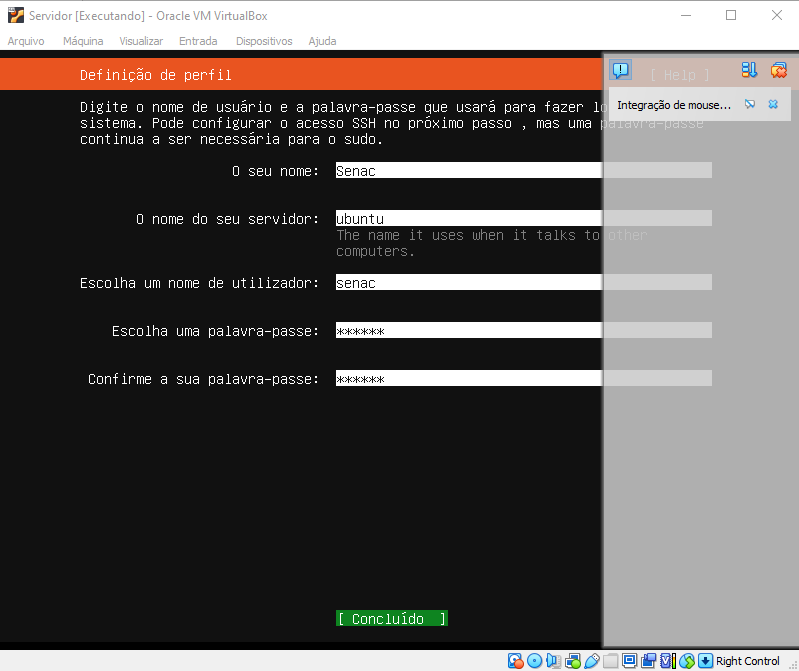 Servidor [Executando] - Oracle VM VirtualBox
Arquivo Máquina Visualizar Entrada Dispositivos Ajuda
Definição de perfil [ Help ]
Integração de mouse...
Digite o nome de usuário e a palavra-passe que usará para fazer lo
sistema. Pode configurar o acesso SSH no próximo passo , mas uma palavra-passe
continua a ser necessária para o sudo.
O seu nome: Senac
O nome do seu servidor: ubuntu
The name it uses when it talks to other
computers.
Escolha um nome de utilizador: senac
Escolha uma palavra-passe: ******
Confirme a sua palavra-passe: ******
[ Concluído ]
Right Control